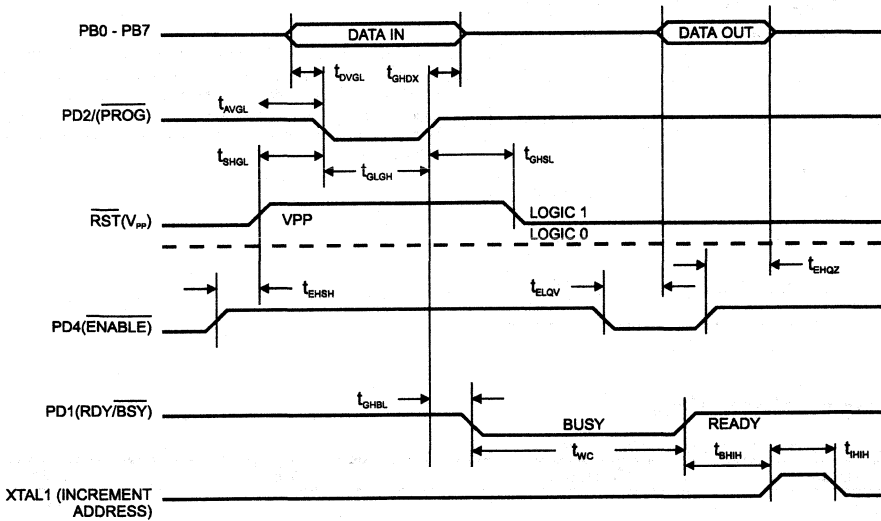 PB0 - PB7
DATA IN
DATA OUT
tDVGL
tGHDX
tAVGL
PD2/(PROG)
tSHGL
tGLGH
tGHSL
RST(VPP)
VPP
LOGIC 1
LOGIC 0
tEHSH
tELQV
tEHQZ
PD4(ENABLE)
tGHBL
PD1(RDY/BSY)
BUSY
READY
tWC
tBHIH
tIHIH
XTAL1 (INCREMENT
ADDRESS)